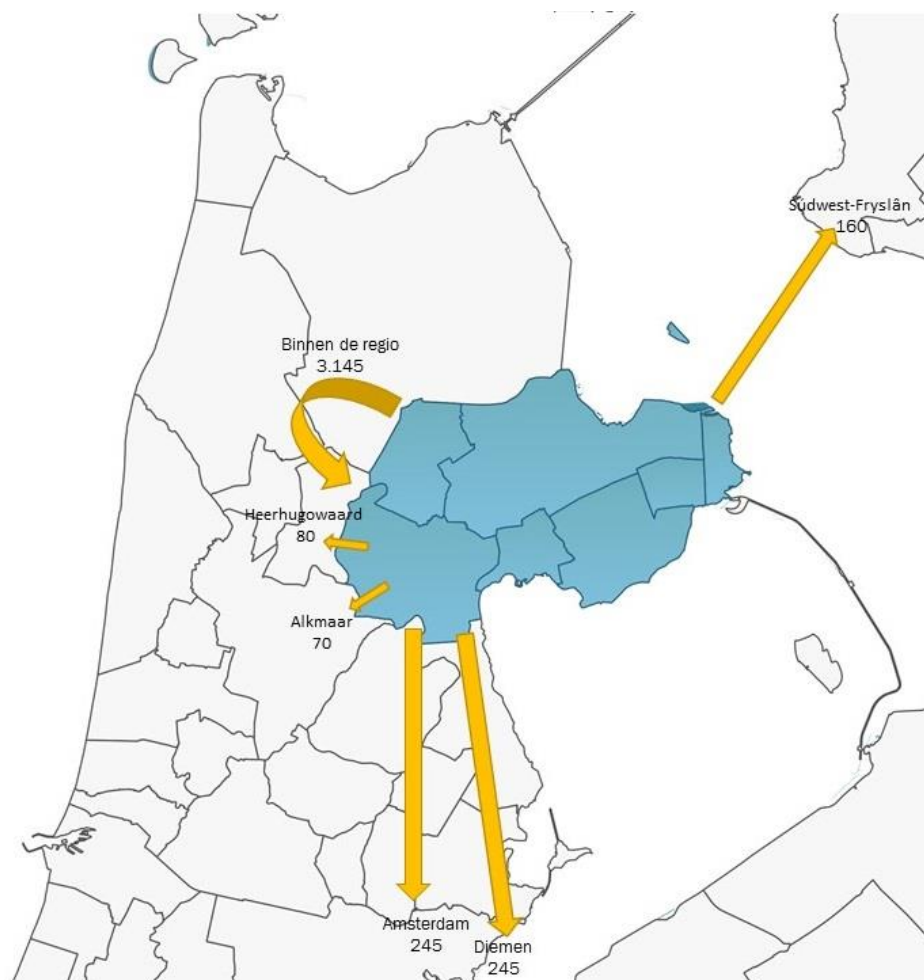 Súdwest-Fryslân
160
Binnen de regio
3.145
Heerhugowaard
80
Alkmaar
70
Amsterdam
245
Diemen
245